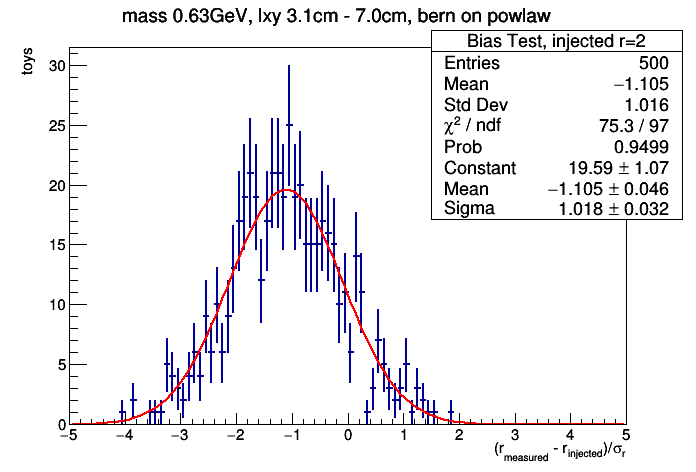 mass 0.63GeV, lxy 3.1cm - 7.0cm, bern on powlaw
Bias Test, injected r=2
Entries 500
Mean −1.105
Std Dev 1.016
χ² / ndf 75.3 / 97
Prob 0.9499
Constant 19.59 ± 1.07
Mean −1.105 ± 0.046
Sigma 1.018 ± 0.032
toys
30
25
20
15
10
5
0
−5 −4 −3 −2 −1 0 1 2 3 4 5
(r_measured - r_injected)/σ_r